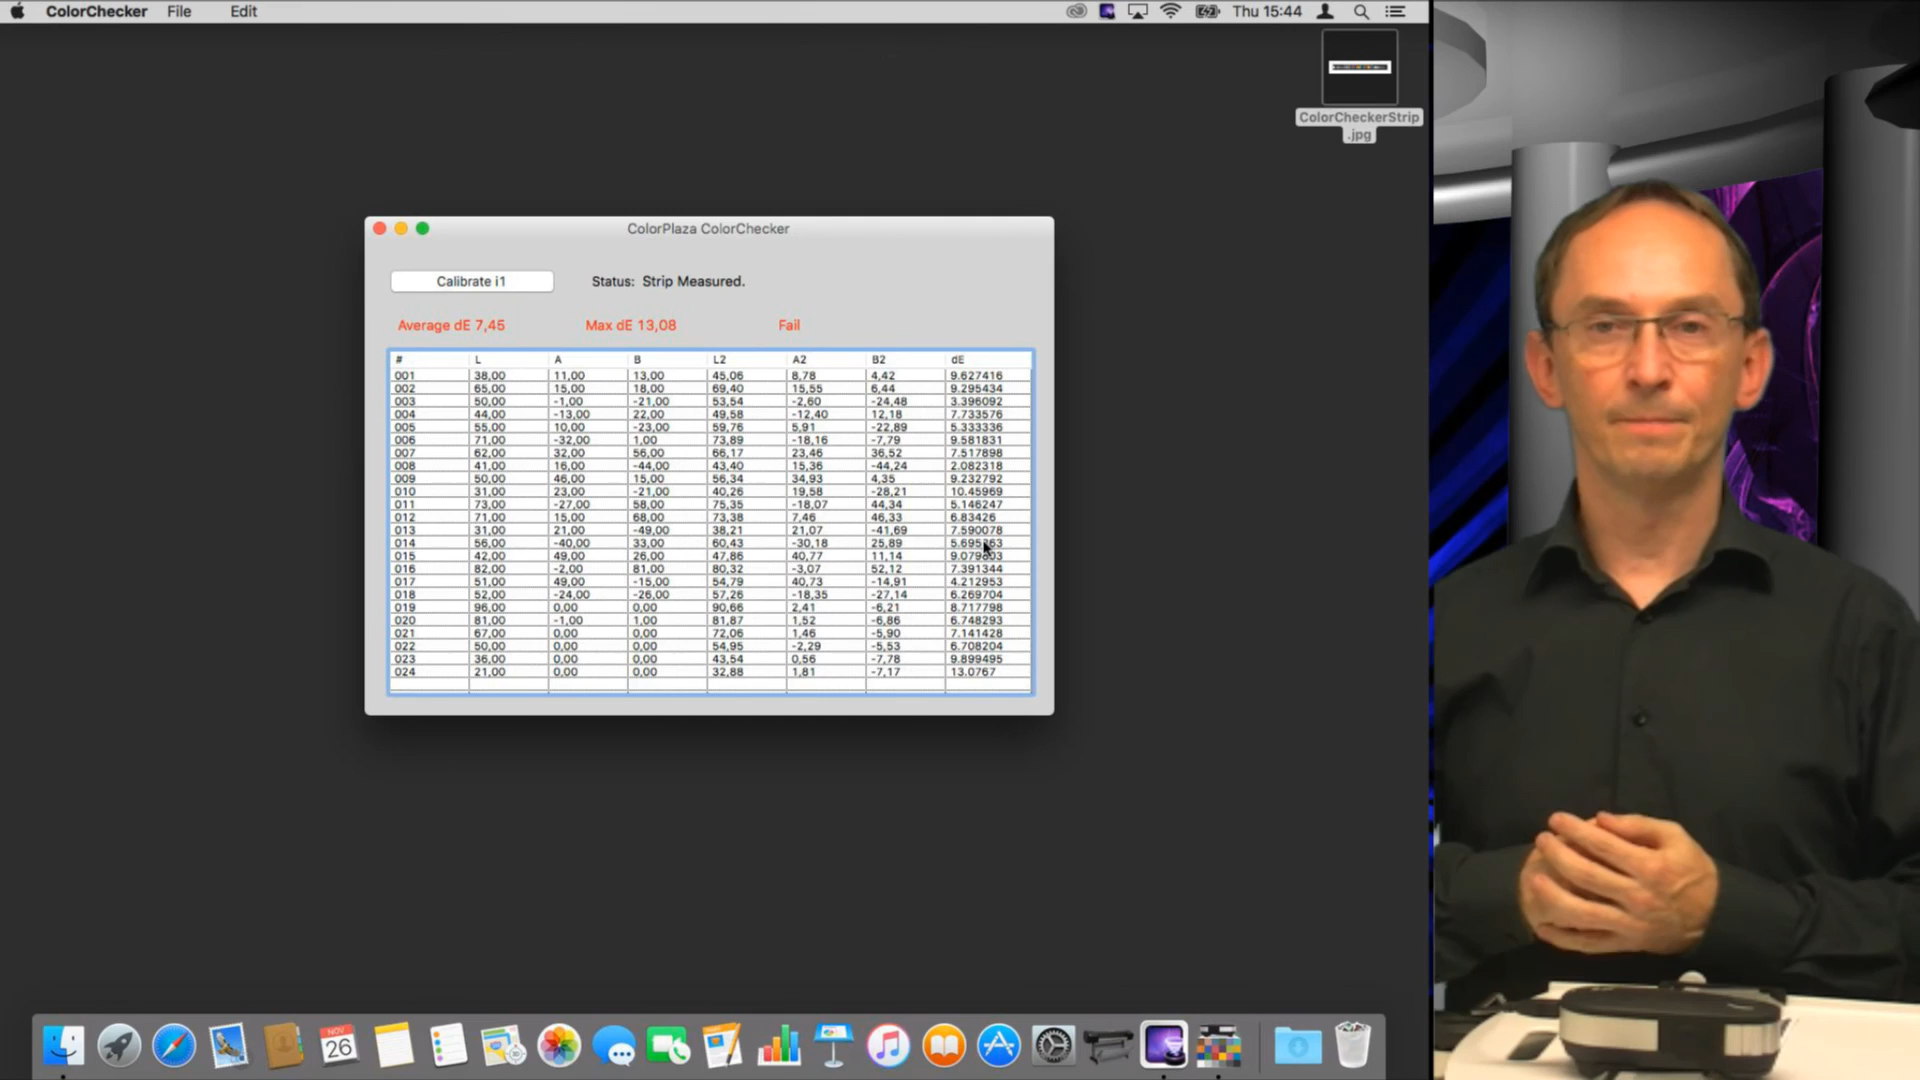 ColorChecker File Edit Thu 15:44
ColorCheckerStrip
.jpg
ColorPlaza ColorChecker
Calibrate i1 Status: Strip Measured.
Average dE 7,45 Max dE 13,08 Fail
# L A B L2 A2 B2 dE
001 38,00 11,00 13,00 45,06 8,78 4,42 9.627416
002 65,00 15,00 18,00 69,40 15,55 6,44 9.295434
003 50,00 -1,00 -21,00 53,54 -2,60 -24,48 3.396092
004 44,00 -13,00 22,00 49,58 -12,40 12,18 7.733576
005 55,00 10,00 -23,00 59,76 5,91 -22,89 5.333336
006 71,00 -32,00 1,00 73,89 -18,16 -7,79 9.581831
007 62,00 32,00 56,00 66,17 23,46 36,52 7.517898
008 41,00 16,00 -44,00 43,40 15,36 -44,24 2.082318
009 50,00 46,00 15,00 56,34 34,93 4,35 9.232792
010 31,00 23,00 -21,00 40,26 19,58 -28,21 10.45969
011 73,00 -27,00 58,00 75,35 -18,07 44,34 5.146247
012 71,00 15,00 68,00 73,38 7,46 46,33 6.83426
013 31,00 21,00 -49,00 38,21 21,07 -41,69 7.590078
014 56,00 -40,00 33,00 60,43 -30,18 25,89
015 42,00 49,00 26,00 47,86 40,77 11,14
016 82,00 -2,00 81,00 80,32 -3,07 52,12 7.391344
017 51,00 49,00 -15,00 54,79 40,73 -14,91 4.212953
018 52,00 -24,00 -26,00 57,26 -18,35 -27,14 6.269704
019 96,00 0,00 0,00 90,66 2,41 -6,21 8.717798
020 81,00 -1,00 1,00 81,87 1,52 -6,86 6.748293
021 67,00 0,00 0,00 72,06 1,46 -5,90 7.141428
022 50,00 0,00 0,00 54,95 -2,29 -5,53 6.708204
023 36,00 0,00 0,00 43,54 0,56 -7,78 9.899495
024 21,00 0,00 0,00 32,88 1,81 -7,17 13.0767
NOV
26